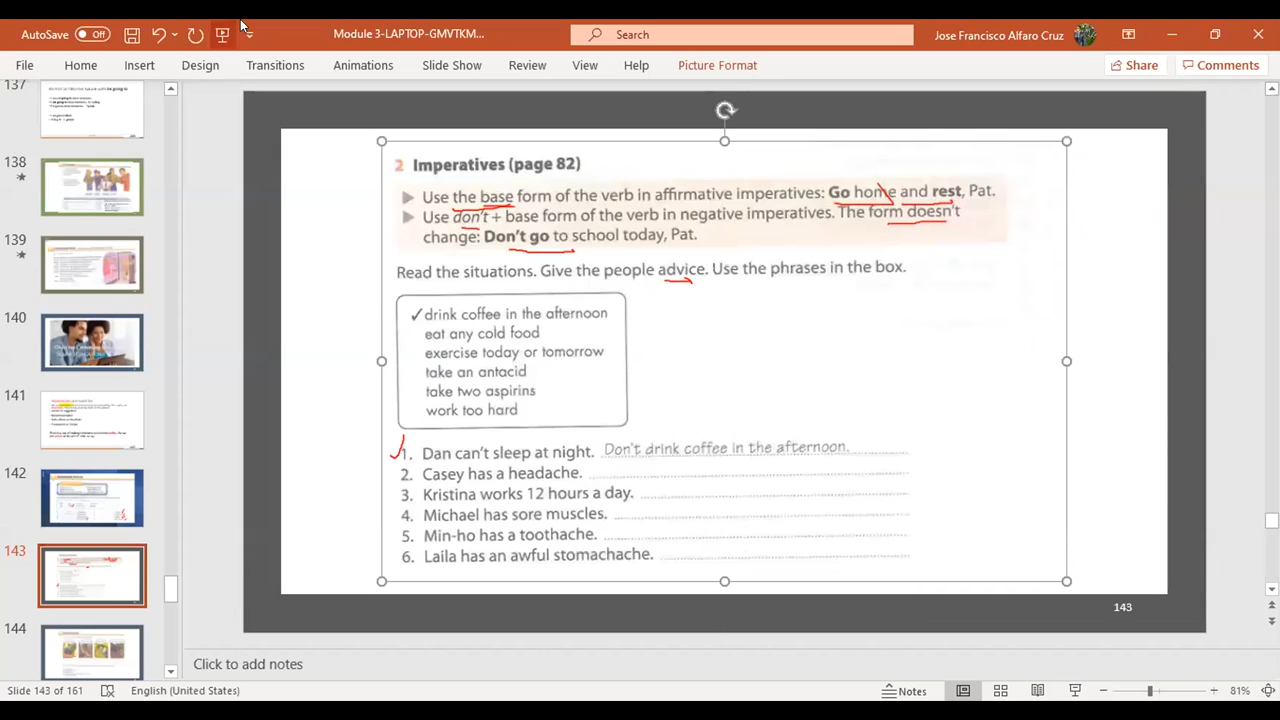 AutoSave Off Module 3-LAPTOP-GMVTKM... Search Jose Francisco Alfaro Cruz
File Home Insert Design Transitions Animations Slide Show Review View Help Picture Format Share Comments
137
138
139
140
141
142
143
144
2 Imperatives (page 82)
Use the base form of the verb in affirmative imperatives: Go home and rest, Pat.
Use don't + base form of the verb in negative imperatives. The form doesn't
change: Don't go to school today, Pat.
Read the situations. Give the people advice. Use the phrases in the box.
✓drink coffee in the afternoon
eat any cold food
exercise today or tomorrow
take an antacid
take two aspirins
work too hard
1. Dan can't sleep at night. Don't drink coffee in the afternoon.
2. Casey has a headache.
3. Kristina works 12 hours a day.
4. Michael has sore muscles.
5. Min-ho has a toothache.
6. Laila has an awful stomachache.
143
Click to add notes
Slide 143 of 161 English (United States) Notes 81%